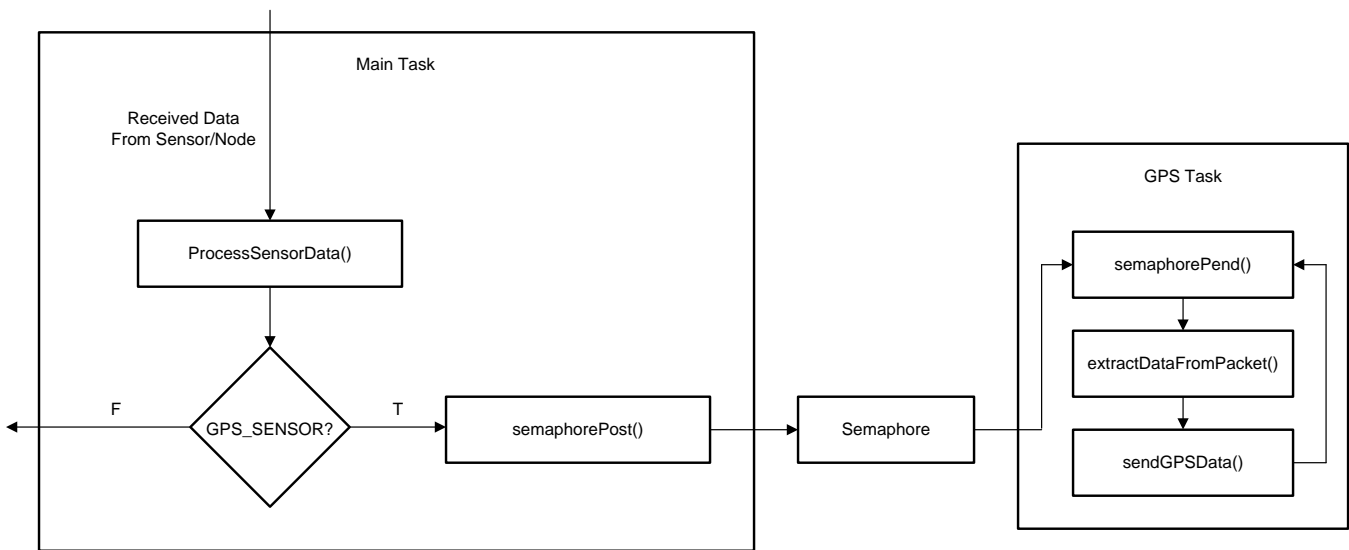 Main Task
Received Data
From Sensor/Node
ProcessSensorData()
F
GPS_SENSOR?
T
semaphorePost()
Semaphore
GPS Task
semaphorePend()
extractDataFromPacket()
sendGPSData()